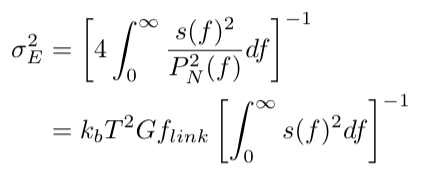 σ_E^2 = [4 ∫_0^∞ s(f)^2 / P_N^2(f) df]^{-1}
= k_b T^2 G f_{link} [∫_0^∞ s(f)^2 df]^{-1}